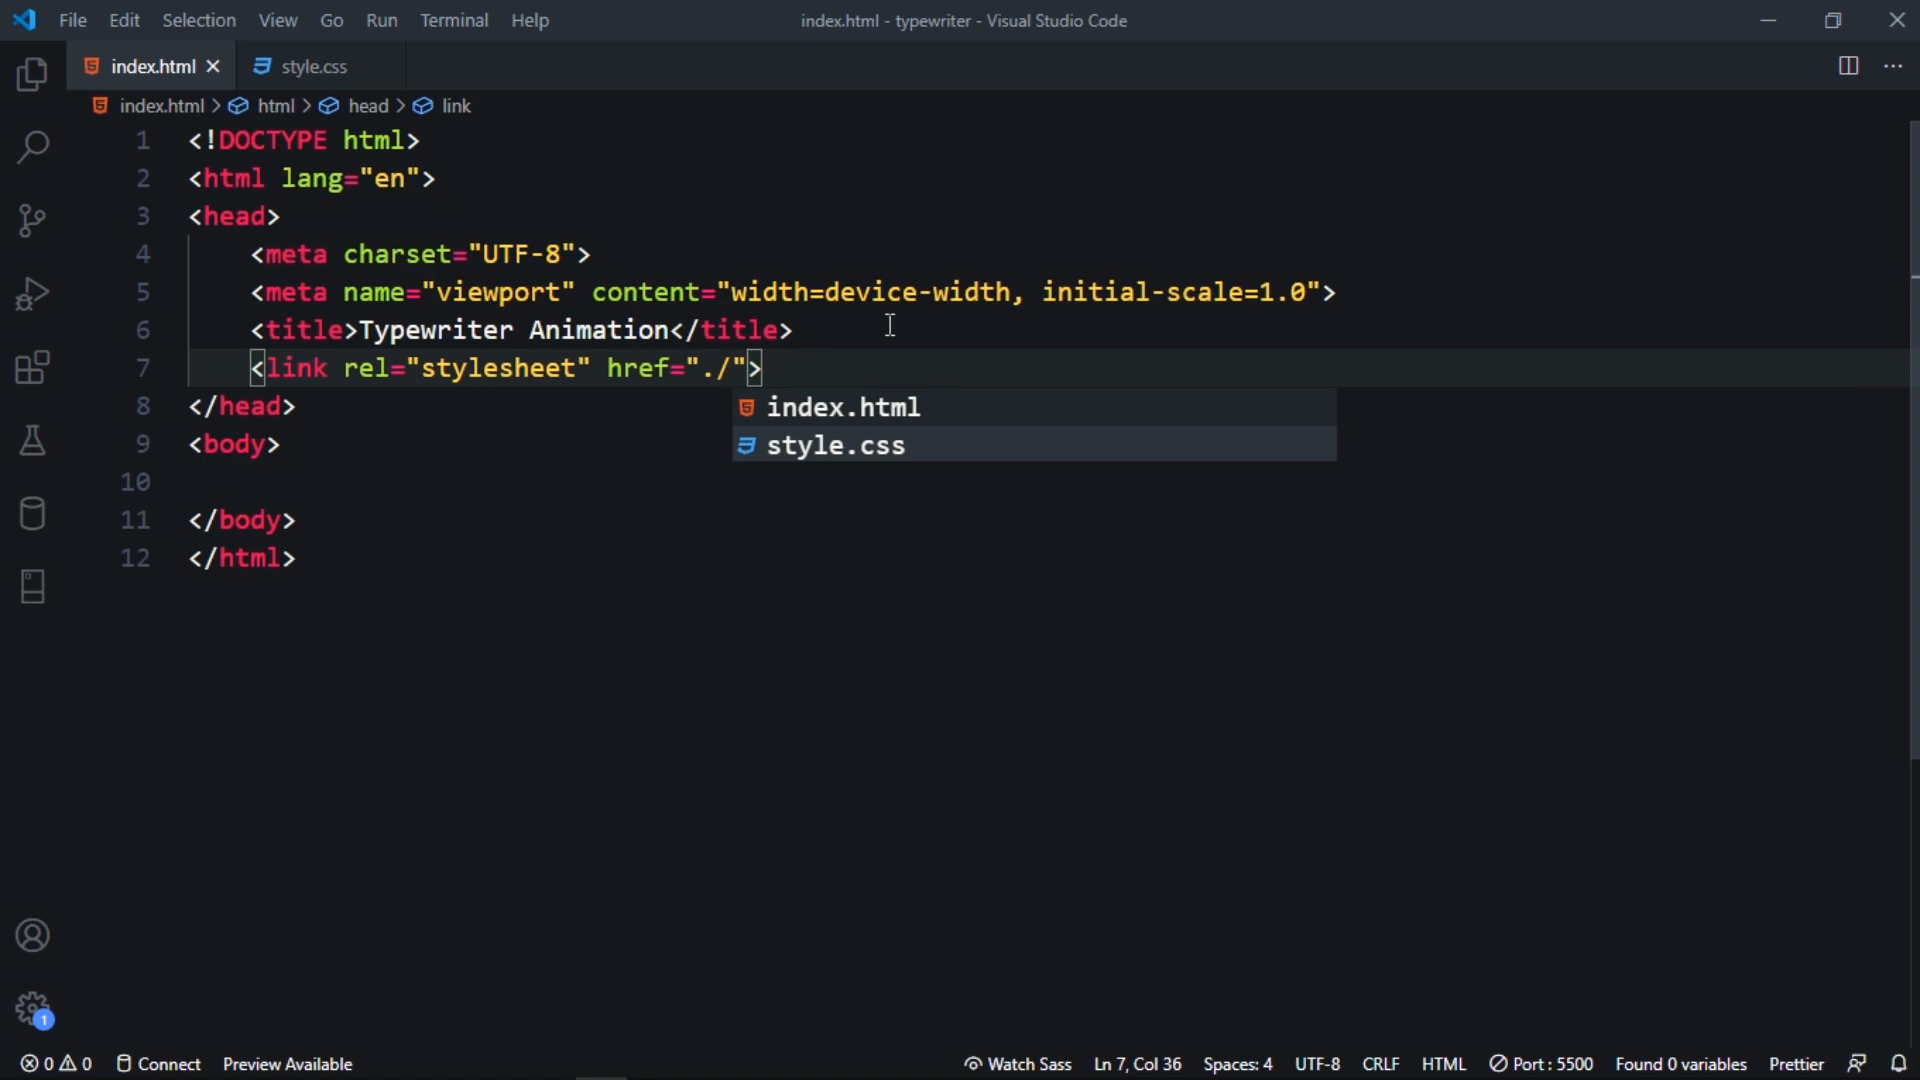 File Edit Selection View Go Run Terminal Help index.html - typewriter - Visual Studio Code
index.html style.css
index.html > html > head > link
1 <!DOCTYPE html>
2 <html lang="en">
3 <head>
4 <meta charset="UTF-8">
5 <meta name="viewport" content="width=device-width, initial-scale=1.0">
6 <title>Typewriter Animation</title>
7 <link rel="stylesheet" href="./">
8 </head>
index.html
9 <body>
style.css
10
11 </body>
12 </html>
1
0 0 Connect Preview Available Watch Sass Ln 7, Col 36 Spaces: 4 UTF-8 CRLF HTML Port : 5500 Found 0 variables Prettier